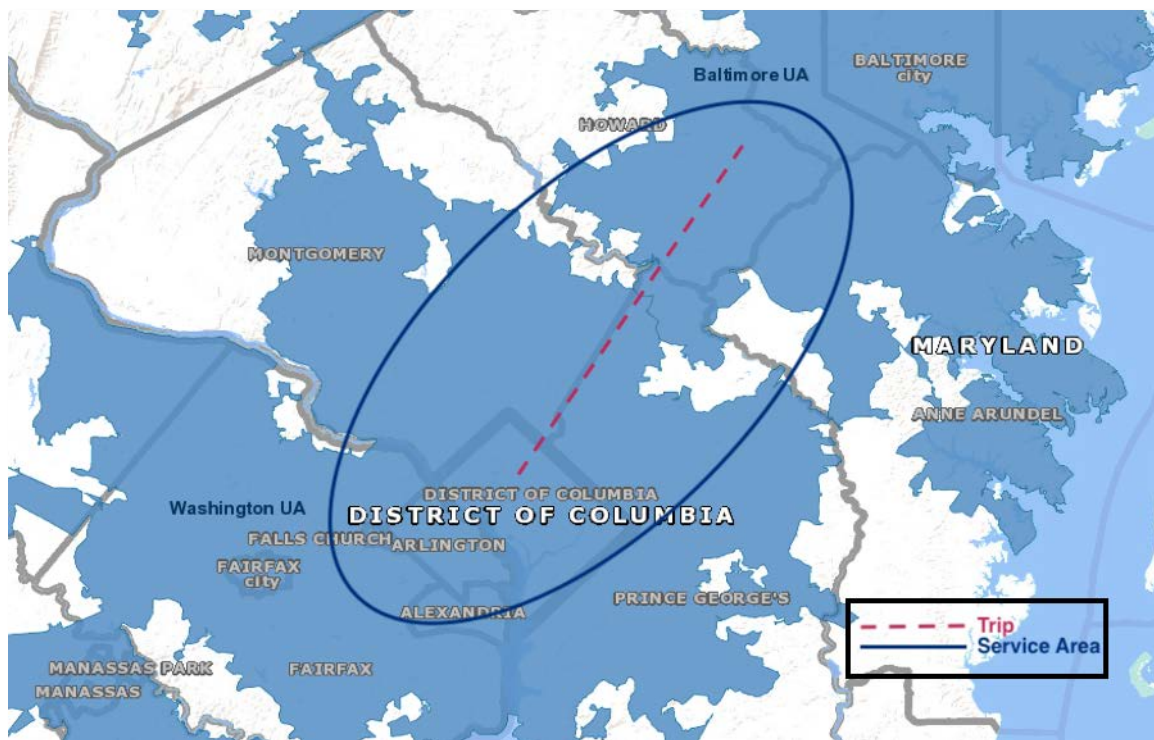 BALTIMORE
city
Baltimore UA
HOWARD
MONTGOMERY
MARYLAND
ANNE ARUNDEL
DISTRICT OF COLUMBIA
Washington UA
DISTRICT OF COLUMBIA
FALLS CHURCH
ARLINGTON
FAIRFAX
city
ALEXANDRIA
PRINCE GEORGE'S
Trip
Service Area
MANASSAS PARK
FAIRFAX
MANASSAS